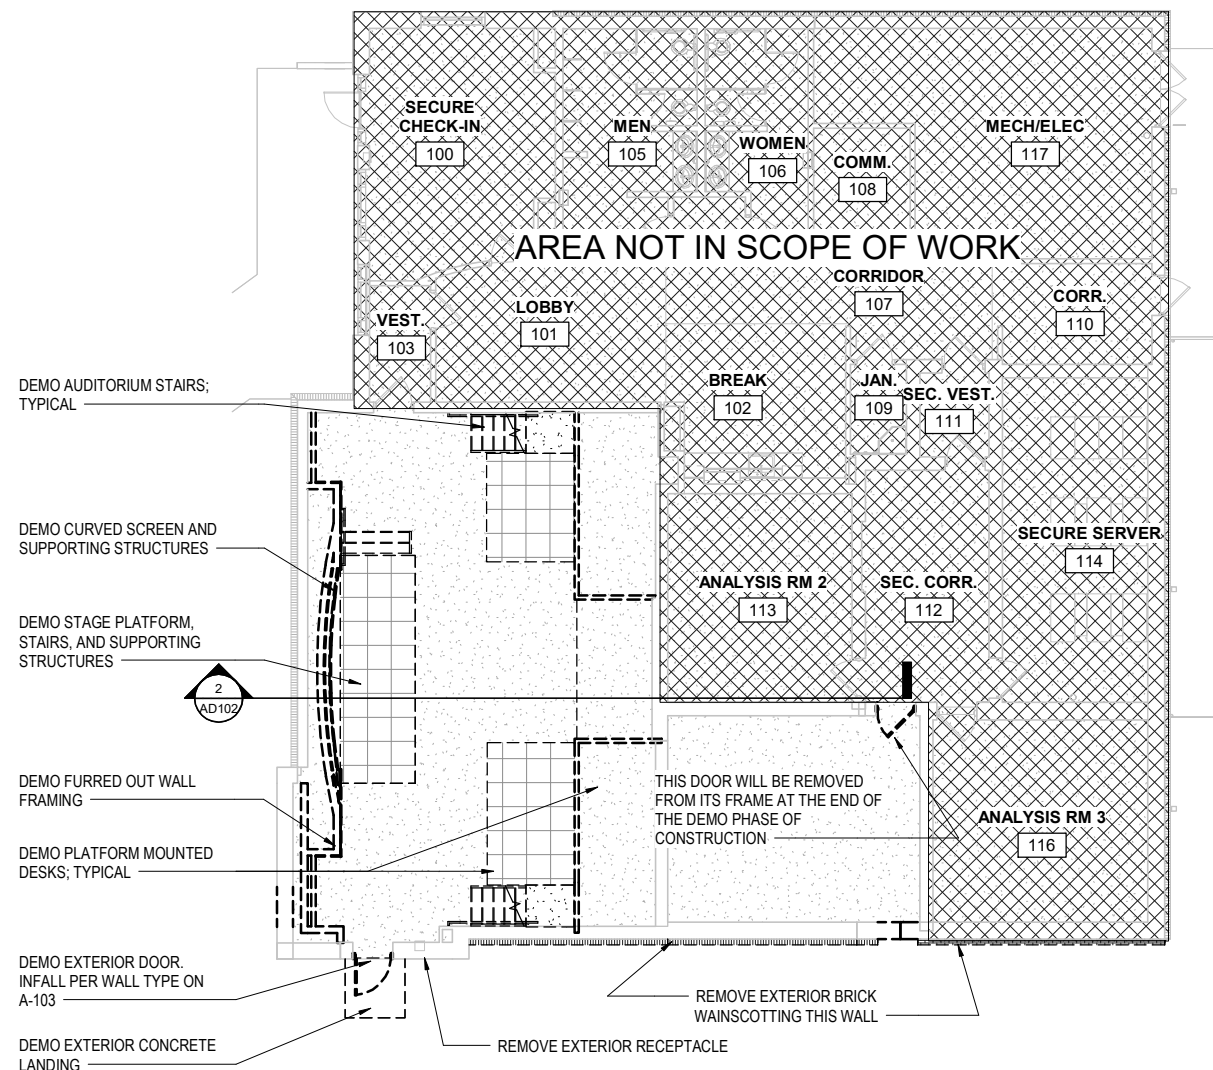 SECURE
CHECK-IN
100
MEN
105
WOMEN
106
COMM.
108
MECH/ELEC
117
AREA NOT IN SCOPE OF WORK
CORRIDOR
107
CORR.
110
LOBBY
101
VEST.
103
BREAK
102
JAN.
109
SEC. VEST.
111
SECURE SERVER
114
ANALYSIS RM 2
113
SEC. CORR.
112
ANALYSIS RM 3
116
DEMO AUDITORIUM STAIRS;
TYPICAL
DEMO CURVED SCREEN AND
SUPPORTING STRUCTURES
DEMO STAGE PLATFORM,
STAIRS, AND SUPPORTING
STRUCTURES
2
AD102
DEMO FURRED OUT WALL
FRAMING
DEMO PLATFORM MOUNTED
DESKS; TYPICAL
THIS DOOR WILL BE REMOVED
FROM ITS FRAME AT THE END OF
THE DEMO PHASE OF
CONSTRUCTION
DEMO EXTERIOR DOOR.
INFALL PER WALL TYPE ON
A-103
REMOVE EXTERIOR BRICK
WAINSCOTTING THIS WALL
DEMO EXTERIOR CONCRETE
LANDING
REMOVE EXTERIOR RECEPTACLE